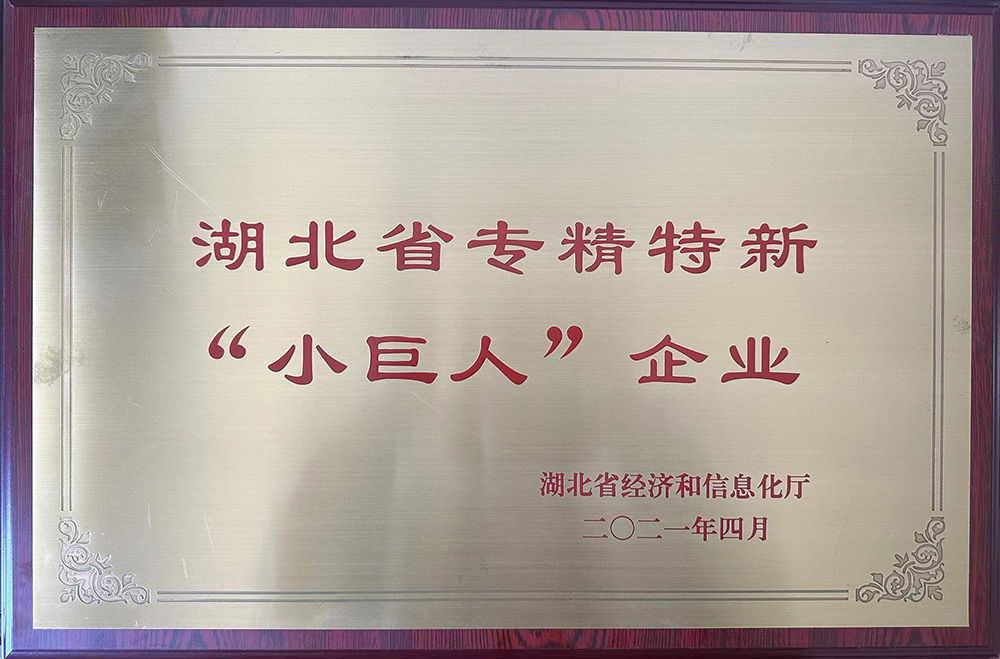 湖北省专精特新
“小巨人”企业
湖北省经济和信息化厅
二〇二一年四月